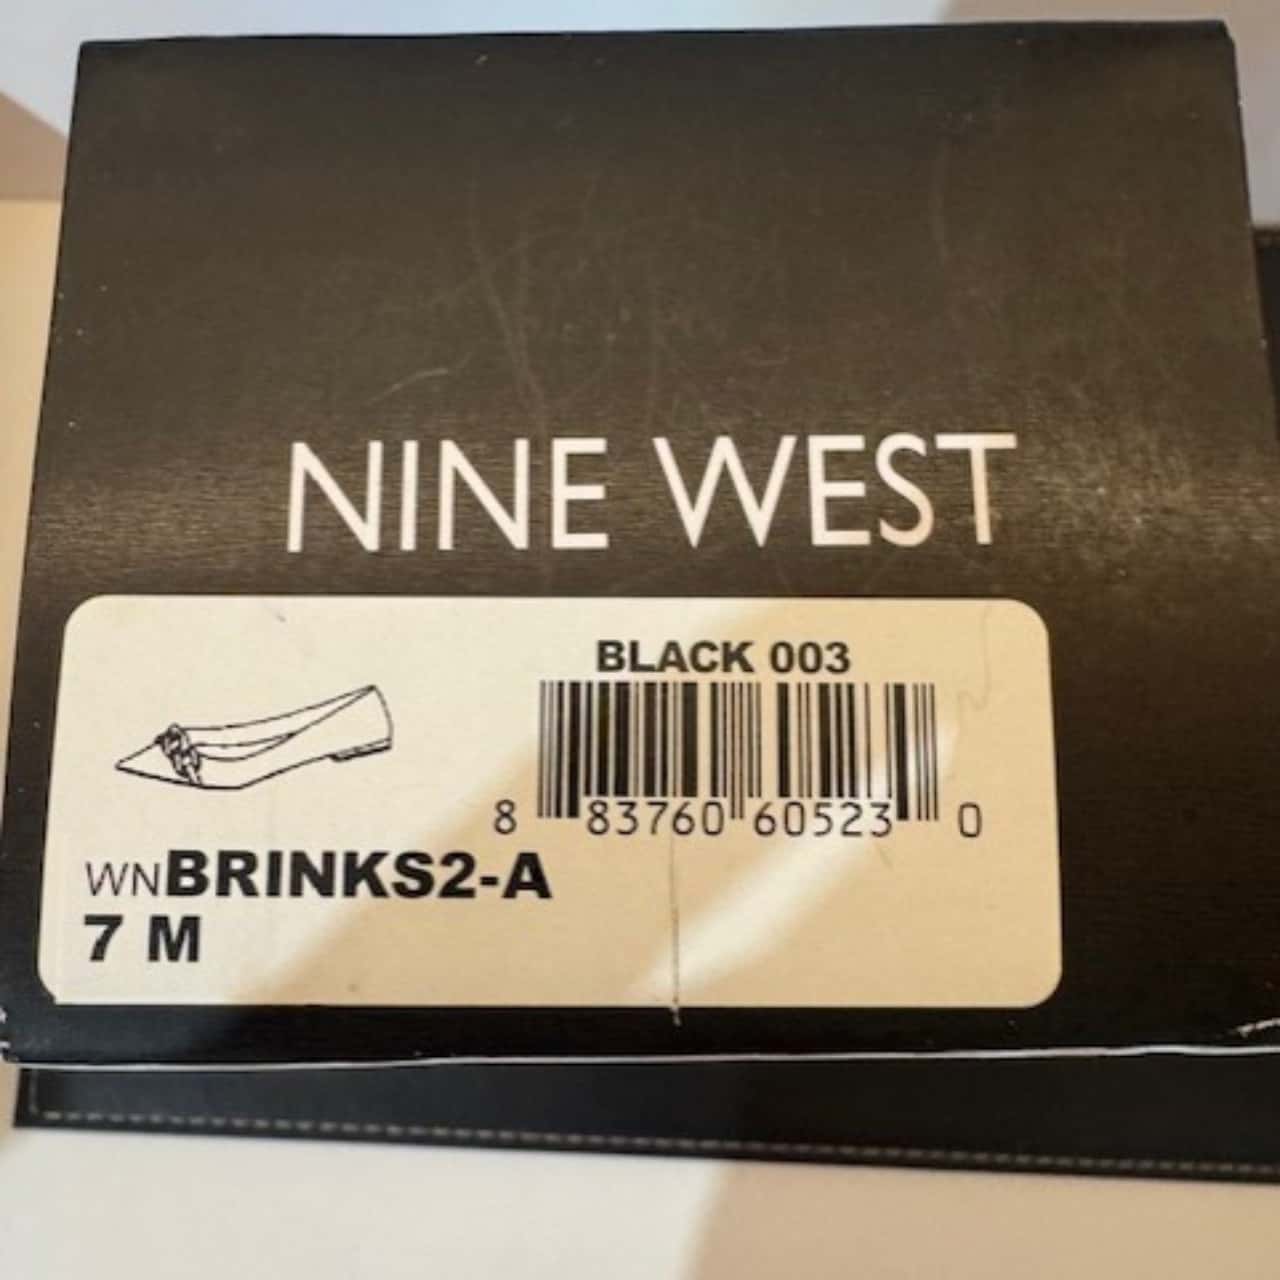 NINE WEST
BLACK 003
8 83760 60523 0
WNBRINKS2-A
7 M